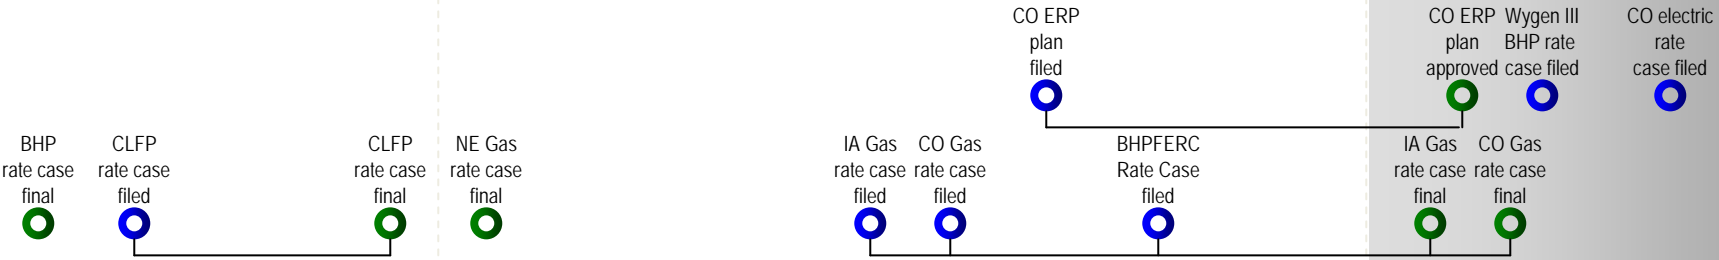 CO ERP
plan
filed
CO ERP
plan
approved
Wygen III
BHP rate
case filed
CO electric
rate
case filed
BHP
rate case
final
CLFP
rate case
filed
CLFP
rate case
final
NE Gas
rate case
final
IA Gas
rate case
filed
CO Gas
rate case
filed
BHPFERC
Rate Case
filed
IA Gas
rate case
final
CO Gas
rate case
final